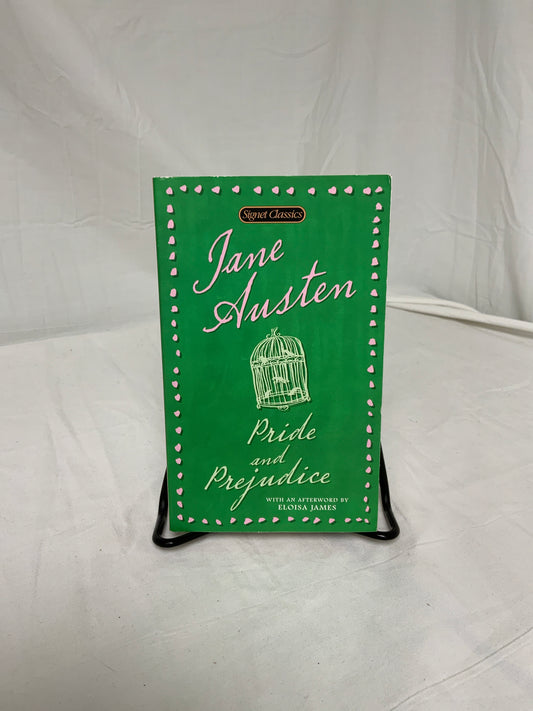 Signet Classics
Jane
Austen
Pride
and
Prejudice
WITH AN AFTERWORD BY
ELOISA JAMES